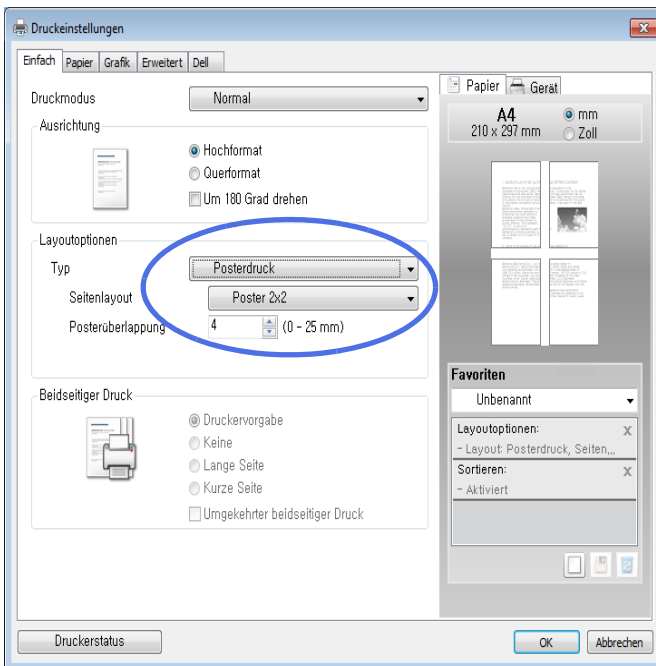 Druckeinstellungen
Einfach Papier Grafik Erweitert Dell
Druckmodus Normal
Ausrichtung
Hochformat
Querformat
Um 180 Grad drehen
Layoutoptionen
Typ Posterdruck
Seitenlayout Poster 2x2
Posterüberlappung 4 (0 - 25 mm)
Beidseitiger Druck
Druckervorgabe
Keine
Lange Seite
Kurze Seite
Umgekehrter beidseitiger Druck
Papier Gerät
A4
210 x 297 mm
mm
Zoll
Favoriten
Unbenannt
Layoutoptionen: X
- Layout: Posterdruck, Seiten...
Sortieren: X
- Aktiviert
Druckerstatus OK Abbrechen